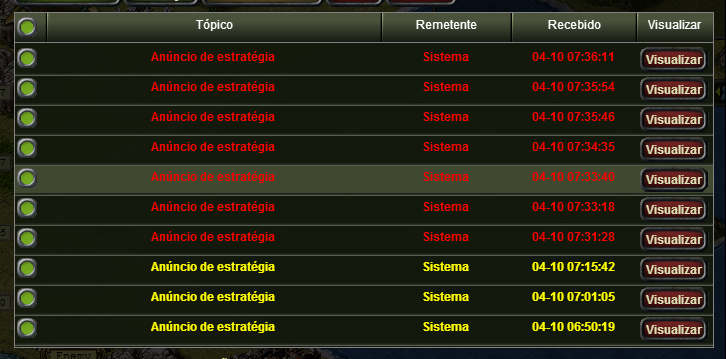 Tópico Remetente Recebido Visualizar
Anúncio de estratégia Sistema 04-10 07:36:11 Visualizar
Anúncio de estratégia Sistema 04-10 07:35:54 Visualizar
Anúncio de estratégia Sistema 04-10 07:35:46 Visualizar
Anúncio de estratégia Sistema 04-10 07:34:35 Visualizar
Anúncio de estratégia Sistema 04-10 07:33:40 Visualizar
Anúncio de estratégia Sistema 04-10 07:33:18 Visualizar
Anúncio de estratégia Sistema 04-10 07:31:28 Visualizar
Anúncio de estratégia Sistema 04-10 07:15:42 Visualizar
Anúncio de estratégia Sistema 04-10 07:01:05 Visualizar
Anúncio de estratégia Sistema 04-10 06:50:19 Visualizar
Enemy